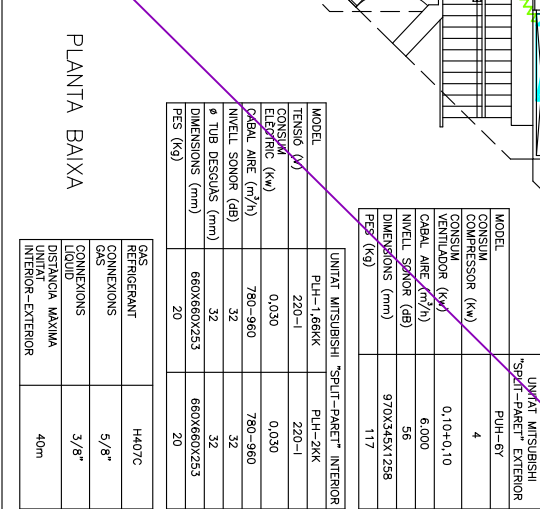 UNITAT MITSUBISHI
"SPLIT-PARET" EXTERIOR
MODEL PUH-6Y
CONSUM
COMPRESSOR (Kw) 4
CONSUM
VENTILADOR (Kw) 0,10+0,10
CABAL AIRE (m³/h) 6.000
NIVELL SONOR (dB) 56
DIMENSIONS (mm) 970X345X1258
PES (Kg) 117
UNITAT MITSUBISHI "SPLIT-PARET" INTERIOR
MODEL PLH-1,66KK PLH-2KK
TENSIÓ (V) 220-I 220-I
CONSUM
ELÈCTRIC (Kw) 0,030 0,030
CABAL AIRE (m³/h) 780-960 780-960
NIVELL SONOR (dB) 32 32
ø TUB DESGUÀS (mm) 32 32
DIMENSIONS (mm) 660X660X253 660X660X253
PES (Kg) 20 20
GAS
REFRIGERANT H407C
CONNEXIONS
GAS 5/8"
CONNEXIONS
LÍQUID 3/8"
DISTÀNCIA MÀXIMA
UNITAT
INTERIOR-EXTERIOR 40m
PLANTA BAIXA